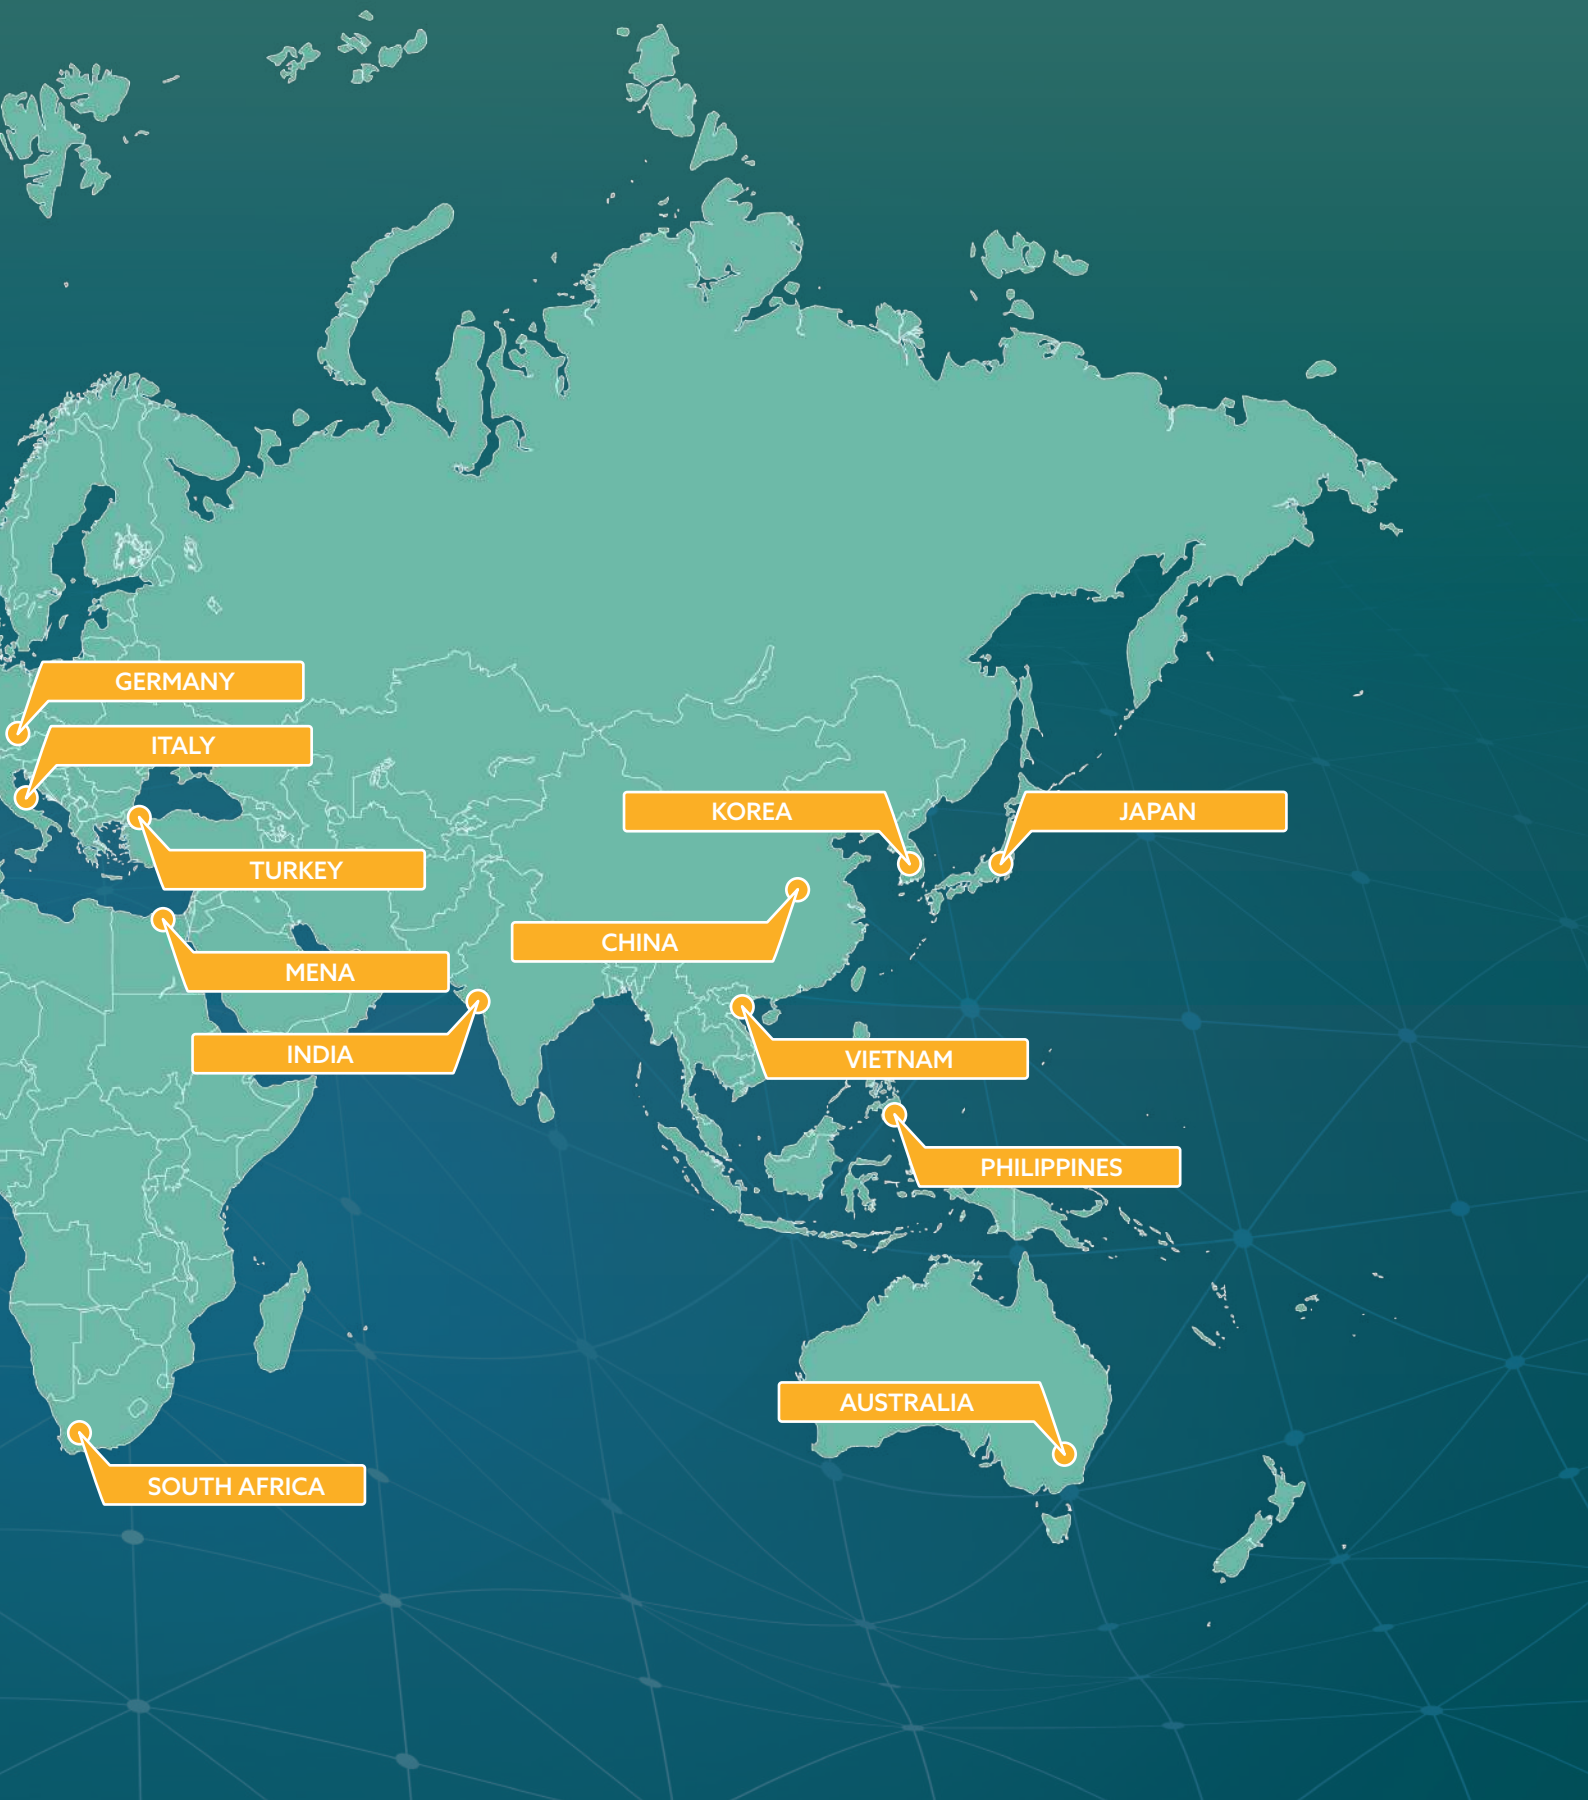 GERMANY
ITALY
KOREA
JAPAN
TURKEY
CHINA
MENA
INDIA
VIETNAM
PHILIPPINES
AUSTRALIA
SOUTH AFRICA